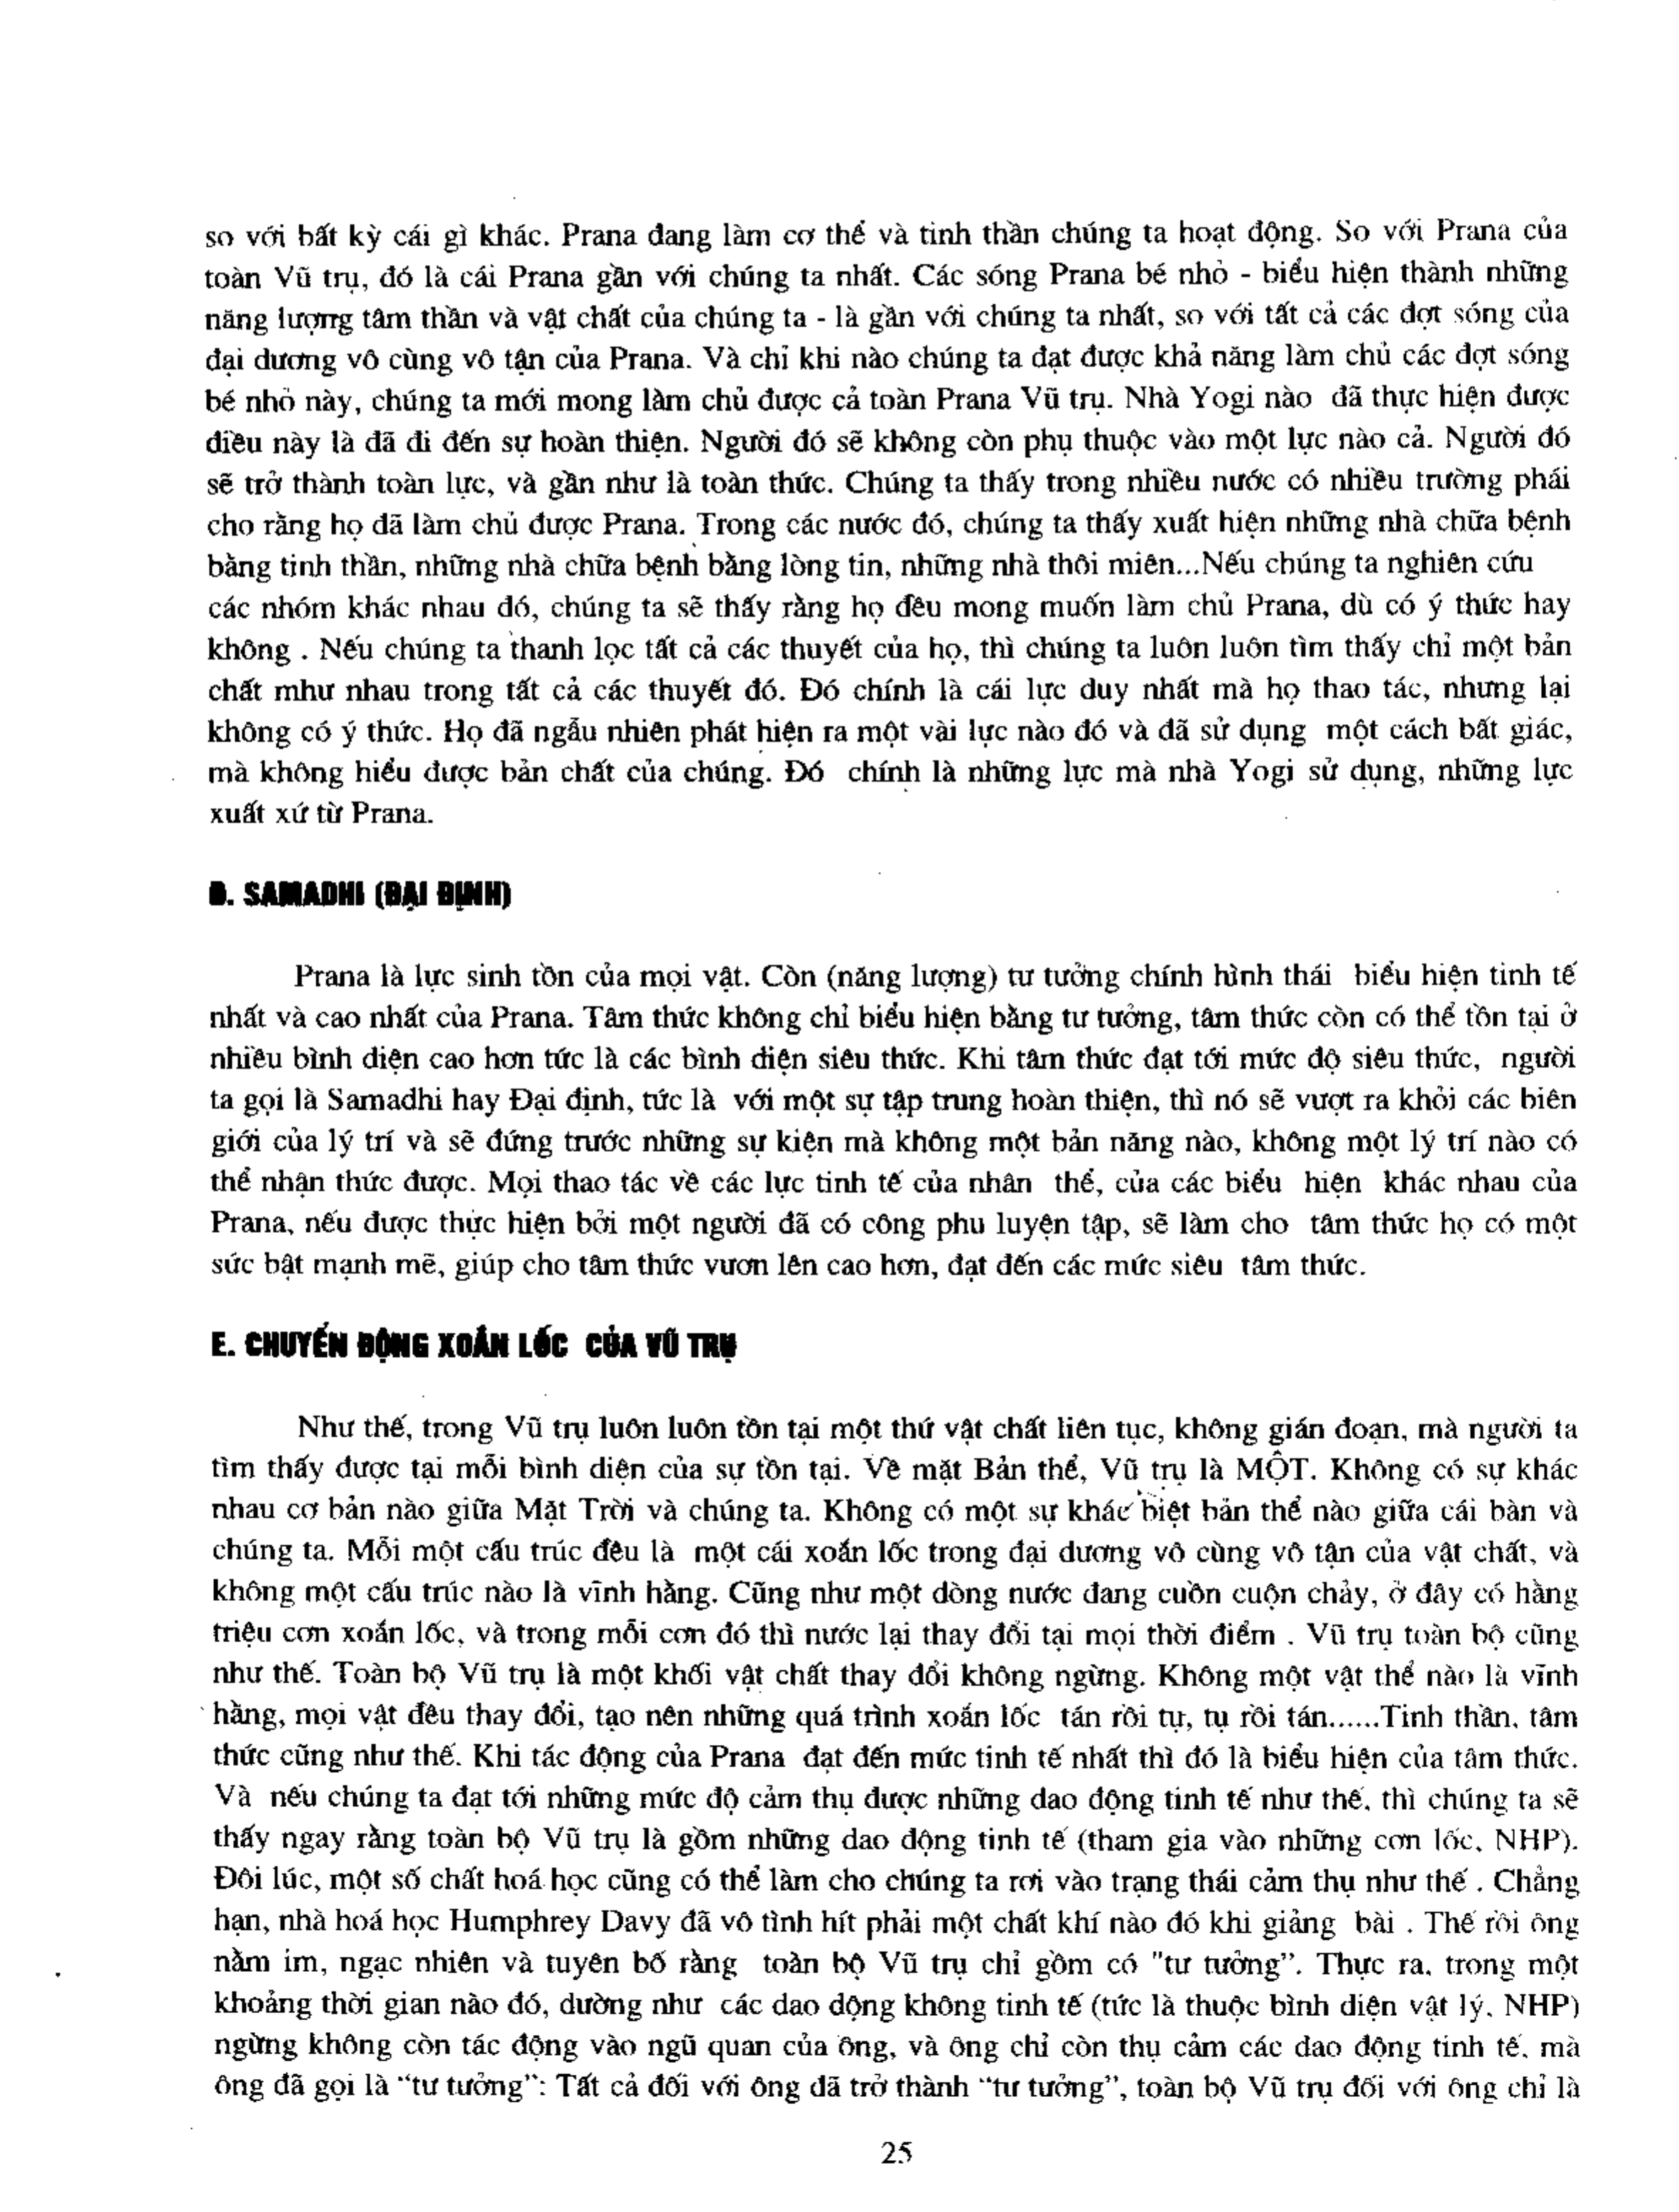 so với bất kỳ cái gì khác. Prana đang làm cơ thể và tinh thần chúng ta hoạt động. So với Prana của
toàn Vũ trụ, đó là cái Prana gần với chúng ta nhất. Các sóng Prana bé nhỏ - biểu hiện thành những
năng lượng tâm thần và vật chất của chúng ta - là gần với chúng ta nhất, so với tất cả các đợt sóng của
đại dương vô cùng vô tận của Prana. Và chỉ khi nào chúng ta đạt được khả năng làm chủ các đợt sóng
bé nhỏ này, chúng ta mới mong làm chủ được cả toàn Prana Vũ trụ. Nhà Yogi nào đã thực hiện được
điều này là đã đi đến sự hoàn thiện. Người đó sẽ không còn phụ thuộc vào một lực nào cả. Người đó
sẽ trở thành toàn lực, và gần như là toàn thức. Chúng ta thấy trong nhiều nước có nhiều trường phái
cho rằng họ đã làm chủ được Prana. Trong các nước đó, chúng ta thấy xuất hiện những nhà chữa bệnh
bằng tinh thần, những nhà chữa bệnh bằng lòng tin, những nhà thôi miên...Nếu chúng ta nghiên cứu
các nhóm khác nhau đó, chúng ta sẽ thấy rằng họ đều mong muốn làm chủ Prana, dù có ý thức hay
không . Nếu chúng ta thanh lọc tất cả các thuyết của họ, thì chúng ta luôn luôn tìm thấy chỉ một bản
chất mhư nhau trong tất cả các thuyết đó. Đó chính là cái lực duy nhất mà họ thao tác, nhưng lại
không có ý thức. Họ đã ngẫu nhiên phát hiện ra một vài lực nào đó và đã sử dụng một cách bất giác,
mà không hiểu được bản chất của chúng. Đó chính là những lực mà nhà Yogi sử dụng, những lực
xuất xứ từ Prana.
D. SAMADHI (ĐẠI ĐỊNH)
Prana là lực sinh tồn của mọi vật. Còn (năng lượng) tư tưởng chính hình thái biểu hiện tinh tế
nhất và cao nhất của Prana. Tâm thức không chỉ biểu hiện bằng tư tưởng, tâm thức còn có thể tồn tại ở
nhiều bình diện cao hơn tức là các bình diện siêu thức. Khi tâm thức đạt tới mức độ siêu thức, người
ta gọi là Samadhi hay Đại định, tức là với một sự tập trung hoàn thiện, thì nó sẽ vượt ra khỏi các biên
giới của lý trí và sẽ đứng trước những sự kiện mà không một bản năng nào, không một lý trí nào có
thể nhận thức được. Mọi thao tác về các lực tinh tế của nhân thể, của các biểu hiện khác nhau của
Prana, nếu được thực hiện bởi một người đã có công phu luyện tập, sẽ làm cho tâm thức họ có một
sức bật mạnh mẽ, giúp cho tâm thức vươn lên cao hơn, đạt đến các mức siêu tâm thức.
E. CHUYỂN ĐỘNG XOẮN LỐC CỦA VŨ TRỤ
Như thế, trong Vũ trụ luôn luôn tồn tại một thứ vật chất liên tục, không gián đoạn, mà người ta
tìm thấy được tại mỗi bình diện của sự tồn tại. Về mặt Bản thể, Vũ trụ là MỘT. Không có sự khác
nhau cơ bản nào giữa Mặt Trời và chúng ta. Không có một sự khác biệt bản thể nào giữa cái bàn và
chúng ta. Mỗi một cấu trúc đều là một cái xoắn lốc trong đại dương vô cùng vô tận của vật chất, và
không một cấu trúc nào là vĩnh hằng. Cũng như một dòng nước đang cuồn cuộn chảy, ở đây có hằng
triệu cơn xoắn lốc, và trong mỗi cơn đó thì nước lại thay đổi tại mọi thời điểm . Vũ trụ toàn bộ cũng
như thế. Toàn bộ Vũ trụ là một khối vật chất thay đổi không ngừng. Không một vật thể nào là vĩnh
hằng, mọi vật đều thay đổi, tạo nên những quá trình xoắn lốc tán rồi tự, tụ rồi tán......Tinh thần, tâm
thức cũng như thế. Khi tác động của Prana đạt đến mức tinh tế nhất thì đó là biểu hiện của tâm thức.
Và nếu chúng ta đạt tới những mức độ cảm thụ được những dao động tinh tế như thế, thì chúng ta sẽ
thấy ngay rằng toàn bộ Vũ trụ là gồm những dao động tinh tế (tham gia vào những cơn lốc, NHP).
Đôi lúc, một số chất hoá học cũng có thể làm cho chúng ta rơi vào trạng thái cảm thụ như thế . Chẳng
hạn, nhà hoá học Humphrey Davy đã vô tình hít phải một chất khí nào đó khi giảng bài . Thế rồi ông
nằm im, ngạc nhiên và tuyên bố rằng toàn bộ Vũ trụ chỉ gồm có "tư tưởng”. Thực ra, trong một
khoảng thời gian nào đó, dường như các dao động không tinh tế (tức là thuộc bình diện vật lý, NHP)
ngừng không còn tác động vào ngũ quan của ông, và ông chỉ còn thụ cảm các dao động tinh tế, mà
ông đã gọi là “tư tưởng”: Tất cả đối với ông đã trở thành “tư tưởng”, toàn bộ Vũ trụ đối với ông chỉ là
25